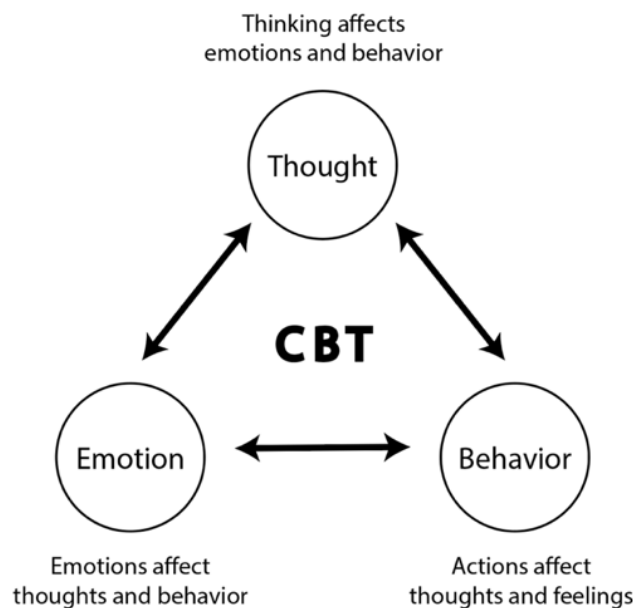 Thinking affects
emotions and behavior
Thought
CBT
Emotion
Behavior
Emotions affect
thoughts and behavior
Actions affect
thoughts and feelings